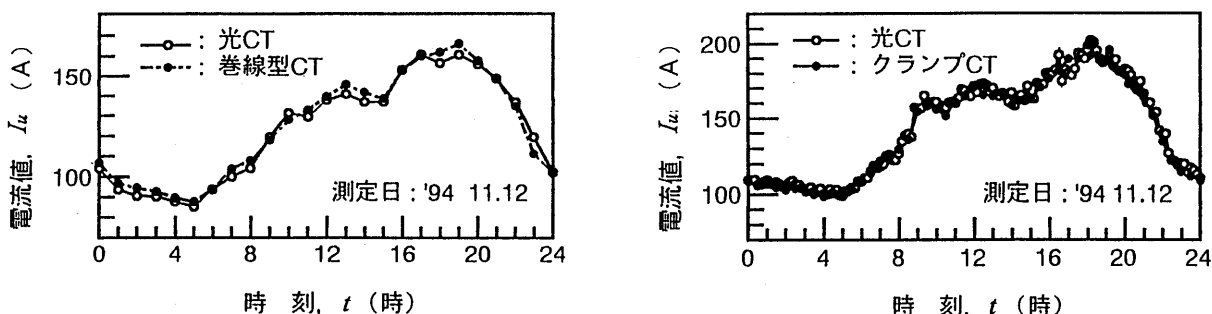 ○ : 光CT
● : 巻線型CT
150
100
電流値, Iu (A)
測定日 : '94 11.12
0 4 8 12 16 20 24
時 刻, t (時)
○ : 光CT
● : クランプCT
200
150
100
電流値, Iu (A)
測定日 : '94 11.12
0 4 8 12 16 20 24
時 刻, t (時)